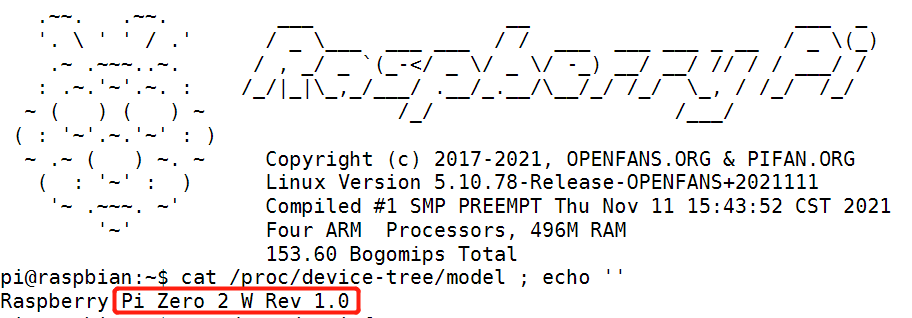 Raspberry Pi
Copyright (c) 2017-2021, OPENFANS.ORG & PIFAN.ORG
Linux Version 5.10.78-Release-OPENFANS+2021111
Compiled #1 SMP PREEMPT Thu Nov 11 15:43:52 CST 2021
Four ARM  Processors, 496M RAM
153.60 Bogomips Total
pi@raspbian:~$ cat /proc/device-tree/model ; echo ''
Raspberry Pi Zero 2 W Rev 1.0